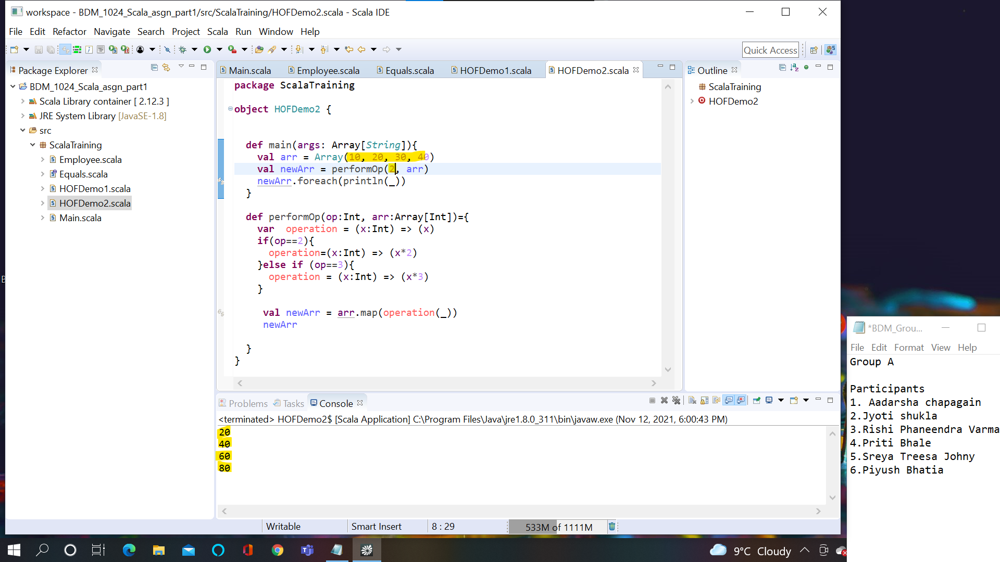 workspace - BDM_1024_Scala_asgn_part1/src/ScalaTraining/HOFDemo2.scala - Scala IDE
File Edit Refactor Navigate Search Project Scala Run Window Help
Quick Access
Package Explorer
BDM_1024_Scala_asgn_part1
Scala Library container [ 2.12.3 ]
JRE System Library [JavaSE-1.8]
src
ScalaTraining
Employee.scala
Equals.scala
HOFDemo1.scala
HOFDemo2.scala
Main.scala
Main.scala Employee.scala Equals.scala HOFDemo1.scala HOFDemo2.scala
package ScalaTraining
object HOFDemo2 {
def main(args: Array[String]){
val arr = Array(10, 20, 30, 40)
val newArr = performOp(2, arr)
newArr.foreach(println(_))
}
def performOp(op:Int, arr:Array[Int])={
var  operation = (x:Int) => (x)
if(op==2){
operation=(x:Int) => (x*2)
}else if (op==3){
operation = (x:Int) => (x*3)
}
val newArr = arr.map(operation(_))
newArr
}
}
Outline
ScalaTraining
HOFDemo2
Problems Tasks Console
<terminated> HOFDemo2$ [Scala Application] C:\Program Files\Java\jre1.8.0_311\bin\javaw.exe (Nov 12, 2021, 6:00:43 PM)
20
40
60
80
Writable Smart Insert 8 : 29 533M of 1111M
*BDM_Grou...
File Edit Format View Help
Group A
Participants
1. Aadarsha chapagain
2.Jyoti shukla
3.Rishi Phaneendra Varma
4.Priti Bhale
5.Sreya Treesa Johny
6.Piyush Bhatia
9°C Cloudy